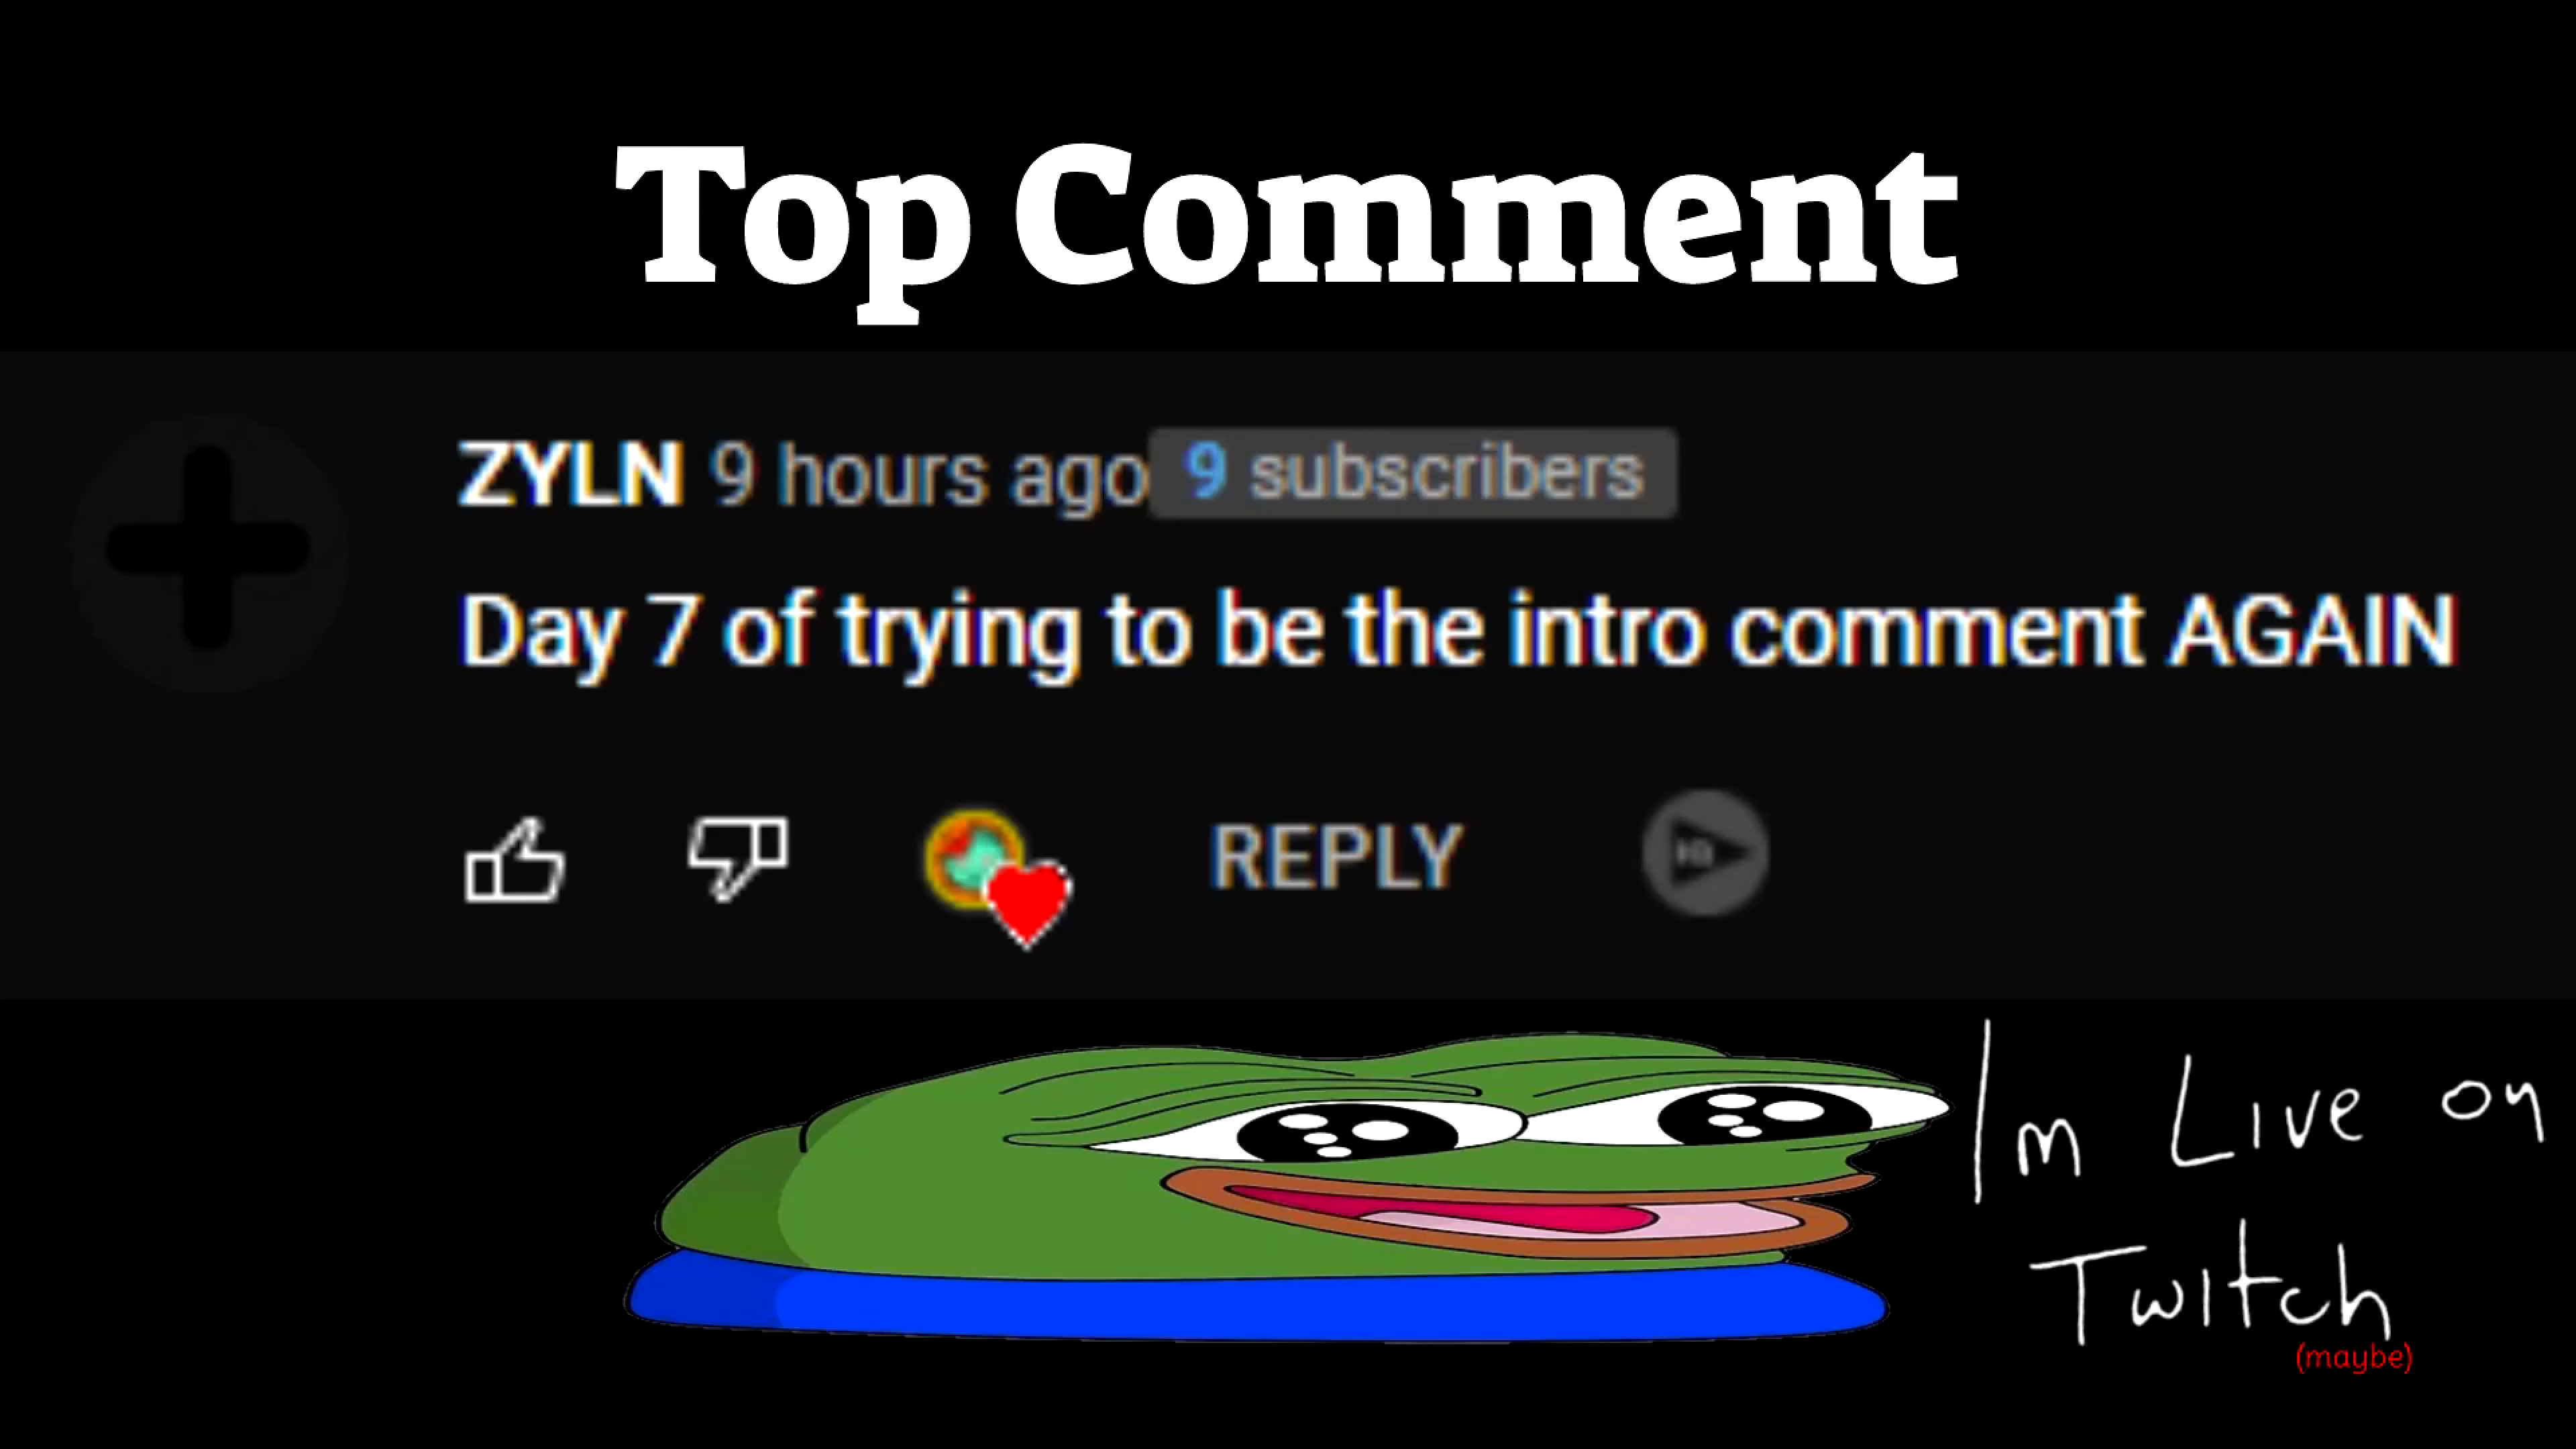 Top Comment
ZYLN 9 hours ago 9 subscribers
Day 7 of trying to be the intro comment AGAIN
REPLY
Im Live on
Twitch
(maybe)